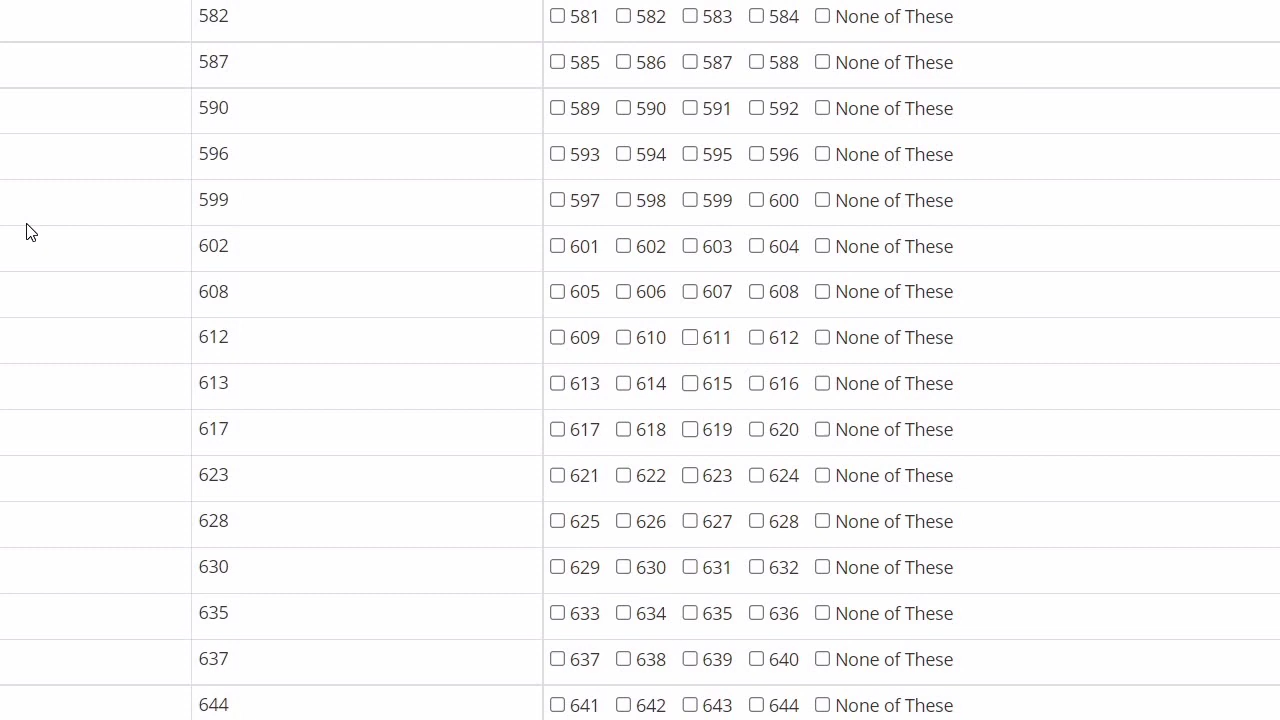 582 581 582 583 584 None of These
587 585 586 587 588 None of These
590 589 590 591 592 None of These
596 593 594 595 596 None of These
599 597 598 599 600 None of These
602 601 602 603 604 None of These
608 605 606 607 608 None of These
612 609 610 611 612 None of These
613 613 614 615 616 None of These
617 617 618 619 620 None of These
623 621 622 623 624 None of These
628 625 626 627 628 None of These
630 629 630 631 632 None of These
635 633 634 635 636 None of These
637 637 638 639 640 None of These
644 641 642 643 644 None of These